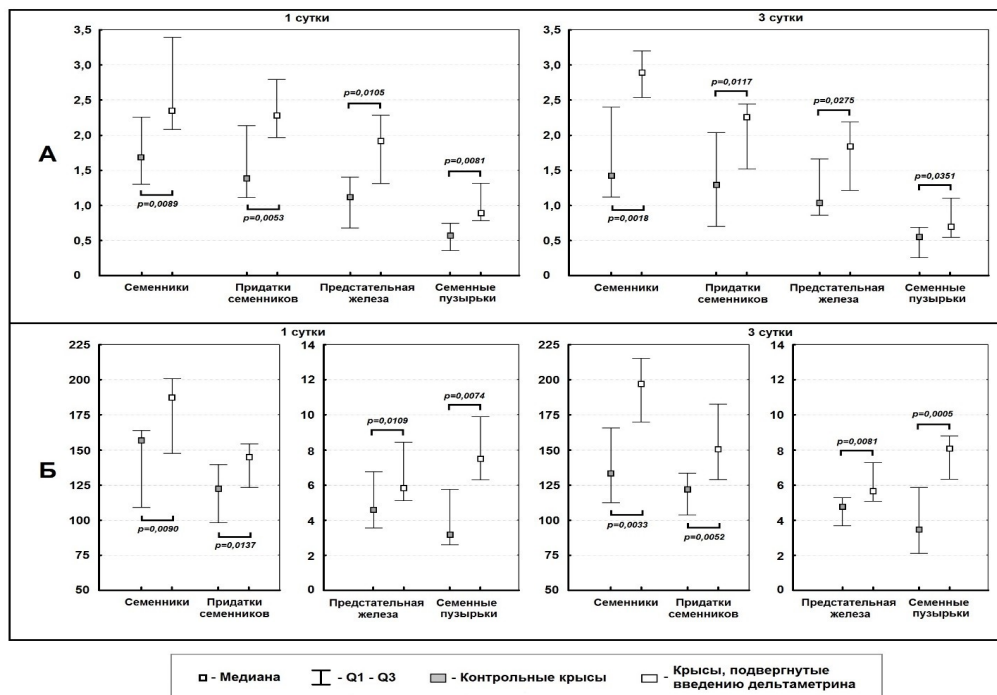 1 сутки
3 сутки
А
3,5
3,0
2,5
2,0
1,5
1,0
0,5
0
p=0,0089
p=0,0053
p=0,0105
p=0,0081
Семенники
Придатки семенников
Предстательная железа
Семенные пузырьки
3,5
3,0
2,5
2,0
1,5
1,0
0,5
0
p=0,0018
p=0,0117
p=0,0275
p=0,0351
Семенники
Придатки семенников
Предстательная железа
Семенные пузырьки
1 сутки
3 сутки
Б
225
200
175
150
125
100
75
50
p=0,0090
p=0,0137
Семенники
Придатки семенников
14
12
10
8
6
4
2
0
p=0,0109
p=0,0074
Предстательная железа
Семенные пузырьки
225
200
175
150
125
100
75
50
p=0,0033
p=0,0052
Семенники
Придатки семенников
14
12
10
8
6
4
2
0
p=0,0081
p=0,0005
Предстательная железа
Семенные пузырьки
- Медиана
- Q1 - Q3
- Контрольные крысы
- Крысы, подвергнутые
введению дельтаметрина